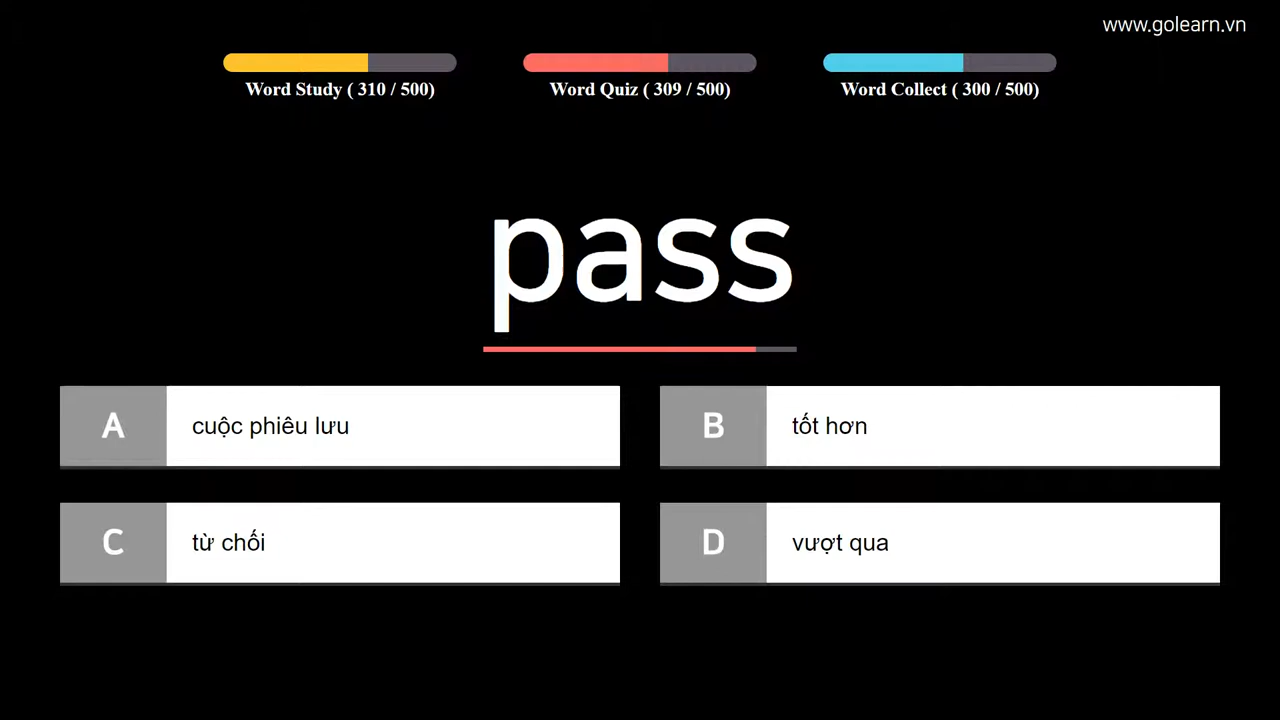 www.golearn.vn
Word Study ( 310 / 500)
Word Quiz ( 309 / 500)
Word Collect ( 300 / 500)
pass
A cuộc phiêu lưu
B tốt hơn
C từ chối
D vượt qua